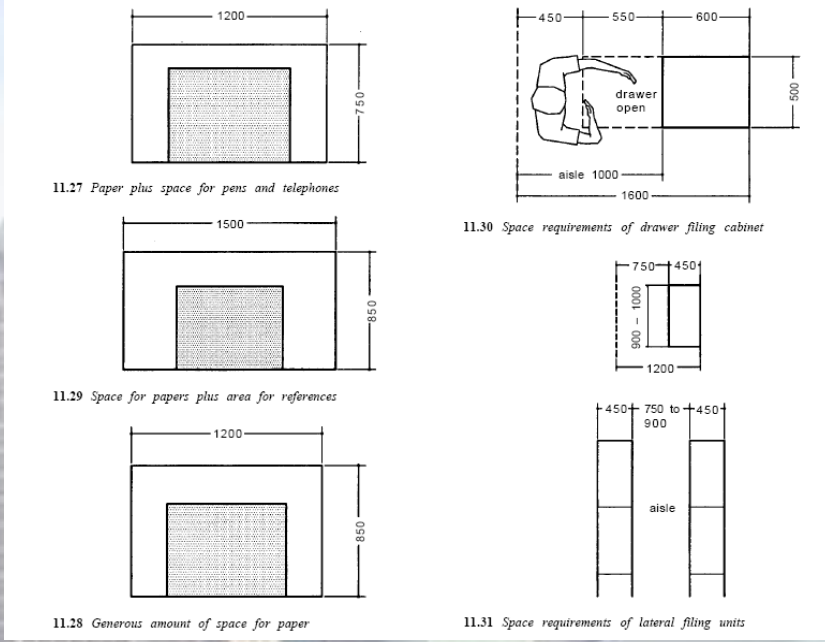 1200
750
11.27 Paper plus space for pens and telephones
1500
850
11.29 Space for papers plus area for references
1200
850
11.28 Generous amount of space for paper
450 550 600
drawer
open
500
aisle 1000
1600
11.30 Space requirements of drawer filing cabinet
750 450
900 – 1000
1200
450 750 to 450
900
aisle
11.31 Space requirements of lateral filing units